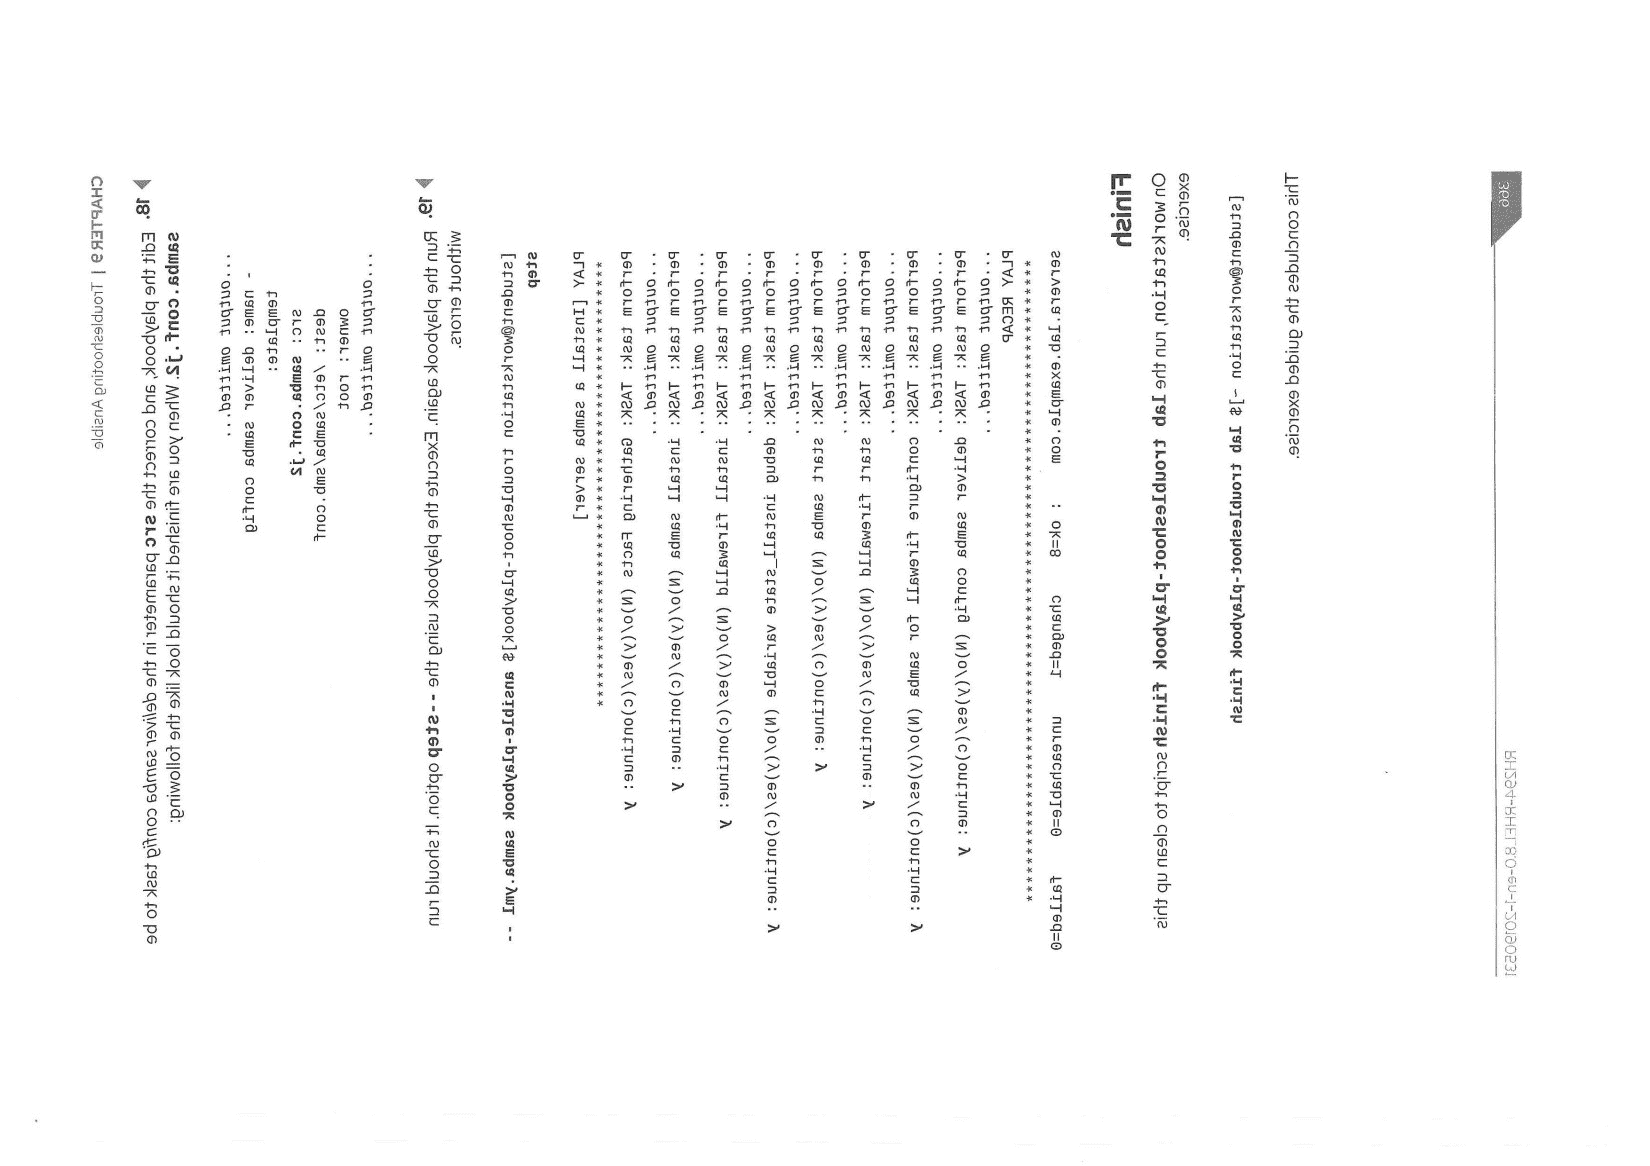 CHAPTER 9 | Troubleshooting Ansible
18. Edit the playbook, and correct the src parameter in the deliver samba config task to be
samba.conf.j2. When you are finished it should look like the following:
...output omitted...
- name: deliver samba config
template:
src: samba.conf.j2
dest: /etc/samba/smb.conf
owner: root
...output omitted...
19. Run the playbook again. Execute the playbook using the --step option. It should run
without errors.
[student@workstation troubleshoot-playbook]$ ansible-playbook samba.yml --
step
PLAY [Install a samba server]
************************************************
Perform task: TASK: Gathering Facts (N)o/(y)es/(c)ontinue: y
...output omitted...
Perform task: TASK: install samba (N)o/(y)es/(c)ontinue: y
...output omitted...
Perform task: TASK: install firewalld (N)o/(y)es/(c)ontinue: y
...output omitted...
Perform task: TASK: debug install_state variable (N)o/(y)es/(c)ontinue: y
...output omitted...
Perform task: TASK: start samba (N)o/(y)es/(c)ontinue: y
...output omitted...
Perform task: TASK: start firewalld (N)o/(y)es/(c)ontinue: y
...output omitted...
Perform task: TASK: configure firewall for samba (N)o/(y)es/(c)ontinue: y
...output omitted...
Perform task: TASK: deliver samba config (N)o/(y)es/(c)ontinue: y
...output omitted...
PLAY RECAP
*********************************************************************
servera.lab.example.com : ok=8 changed=1 unreachable=0 failed=0
Finish
On workstation, run the lab troubleshoot-playbook finish script to clean up this
exercise.
[student@workstation ~]$ lab troubleshoot-playbook finish
This concludes the guided exercise.
366
RH294-RHEL8.0-en-1-20190531